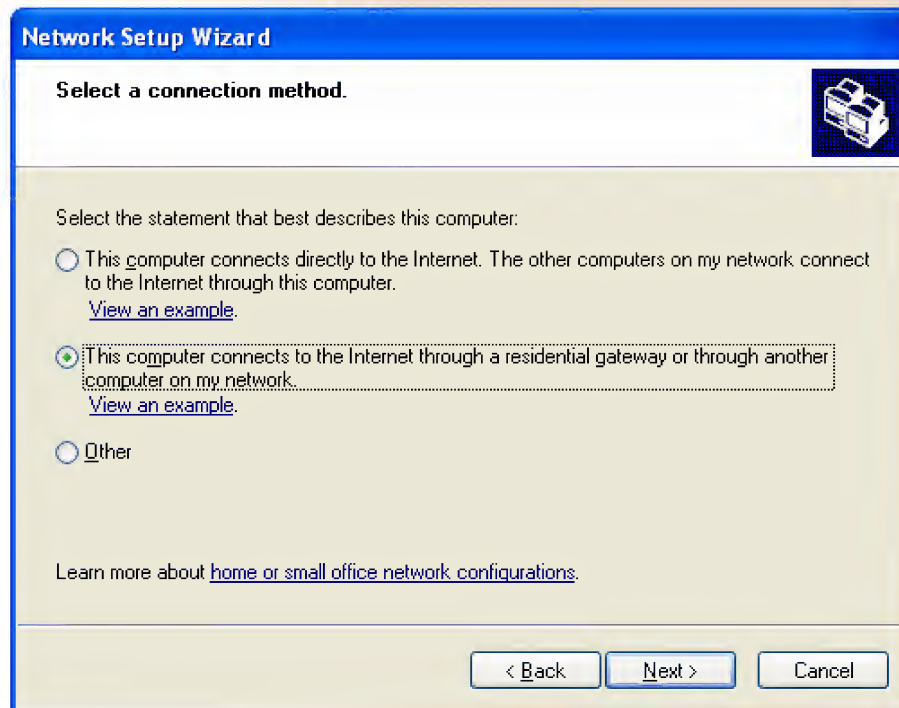 Network Setup Wizard
Select a connection method.
Select the statement that best describes this computer:
This computer connects directly to the Internet. The other computers on my network connect
to the Internet through this computer.
View an example.
This computer connects to the Internet through a residential gateway or through another
computer on my network.
View an example.
Other
Learn more about home or small office network configurations.
< Back Next > Cancel